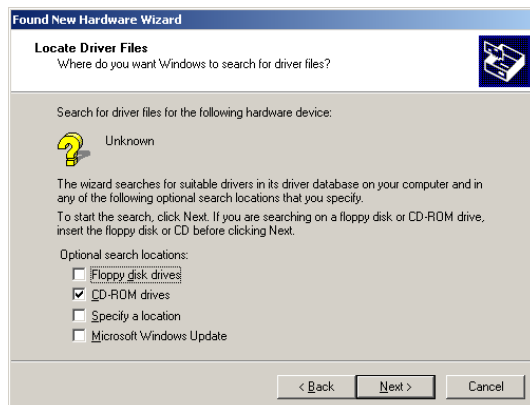 Found New Hardware Wizard
Locate Driver Files
Where do you want Windows to search for driver files?
Search for driver files for the following hardware device:
Unknown
The wizard searches for suitable drivers in its driver database on your computer and in
any of the following optional search locations that you specify.
To start the search, click Next. If you are searching on a floppy disk or CD-ROM drive,
insert the floppy disk or CD before clicking Next.
Optional search locations:
Floppy disk drives
CD-ROM drives
Specify a location
Microsoft Windows Update
< Back Next > Cancel